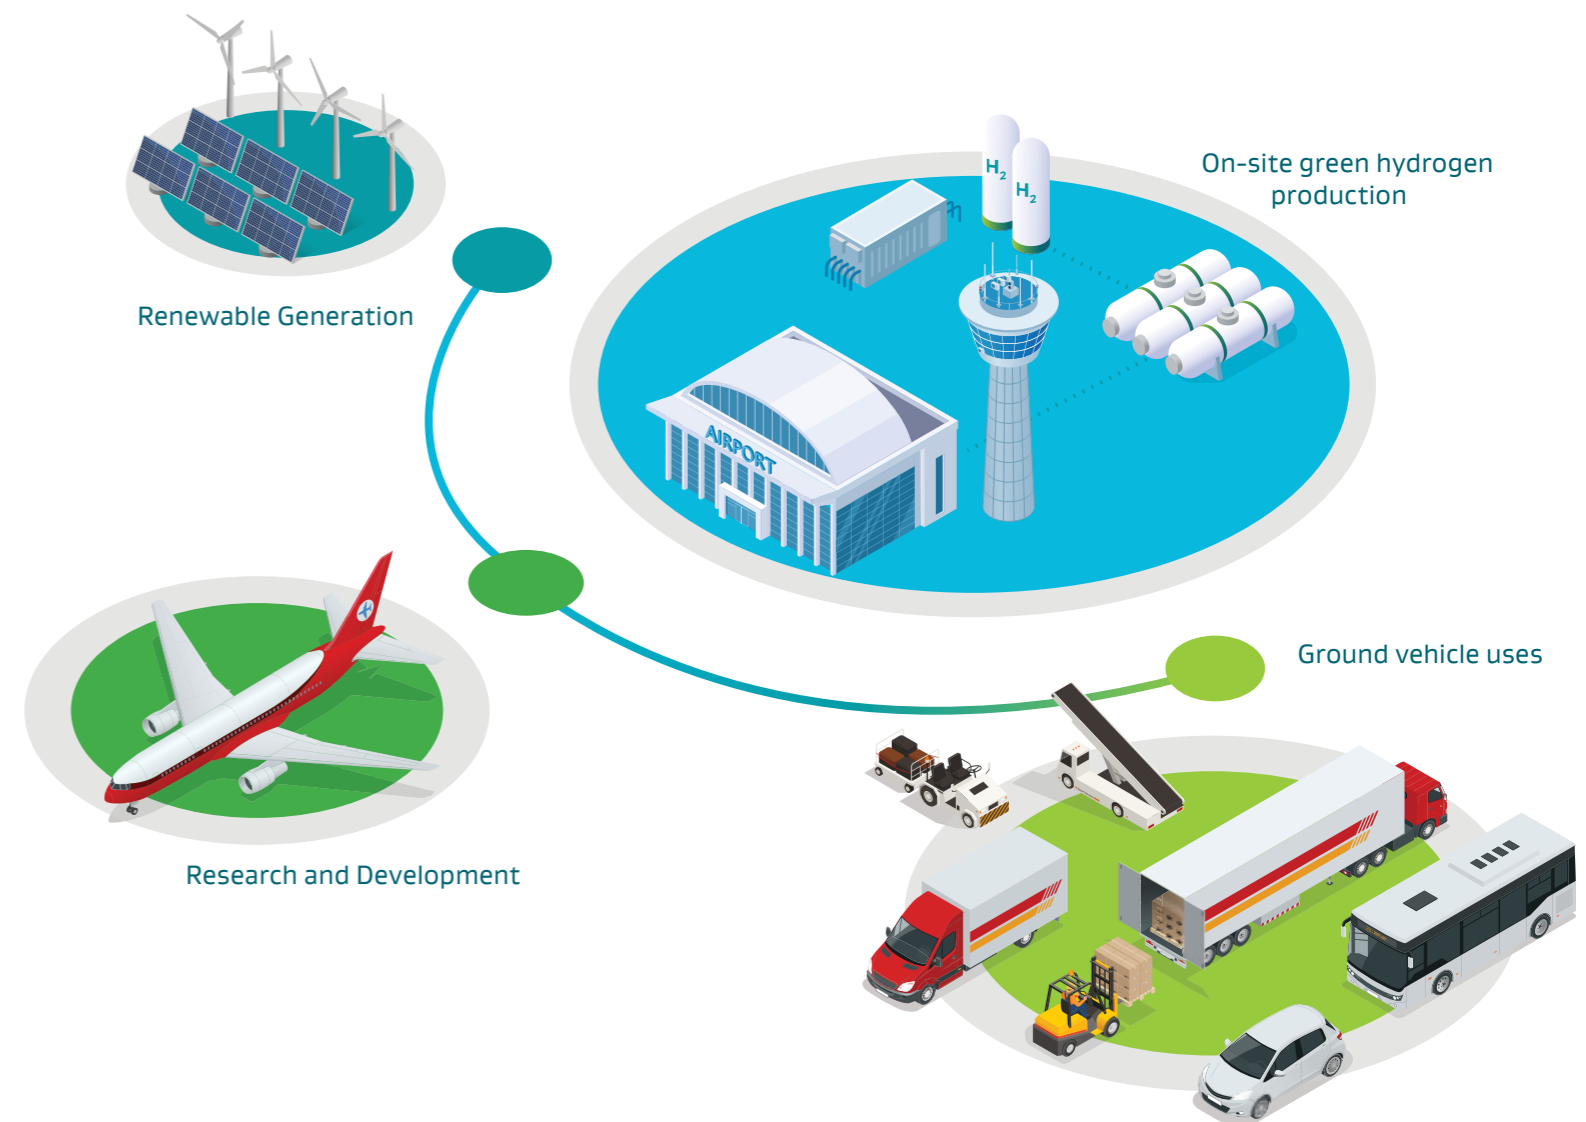 H2
H2
On-site green hydrogen
production
Renewable Generation
AIRPORT
Ground vehicle uses
Research and Development